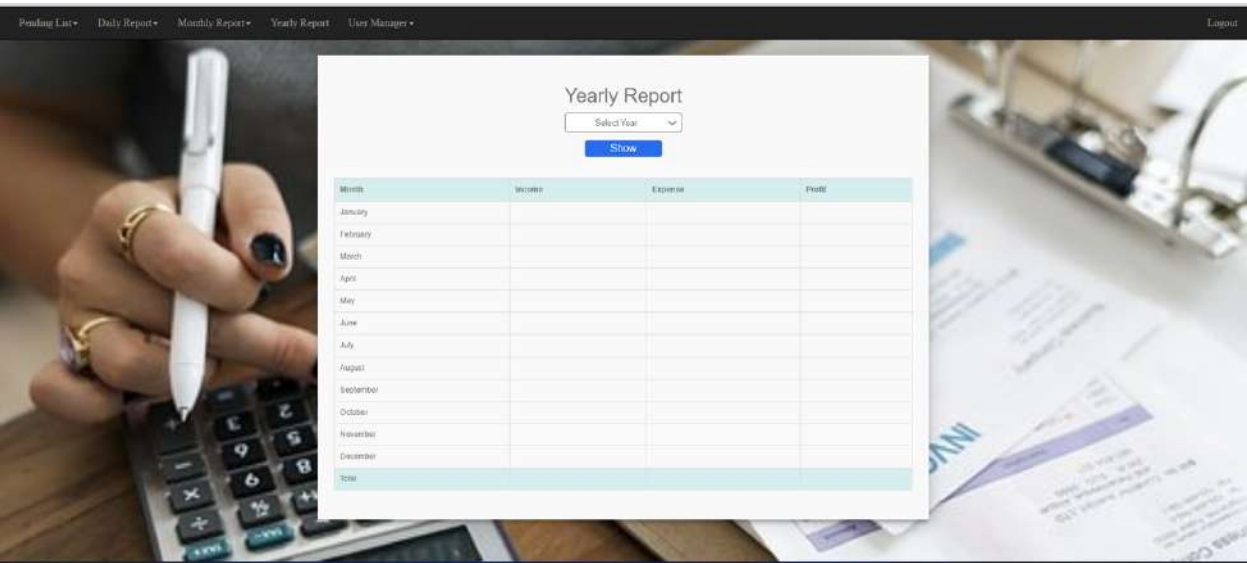 Pending List Daily Report Monthly Report Yearly Report User Manager Logout
Yearly Report
Select Year
Show
Month Income Expense Profit
January
February
March
April
May
June
July
August
September
October
November
December
Total
INVO